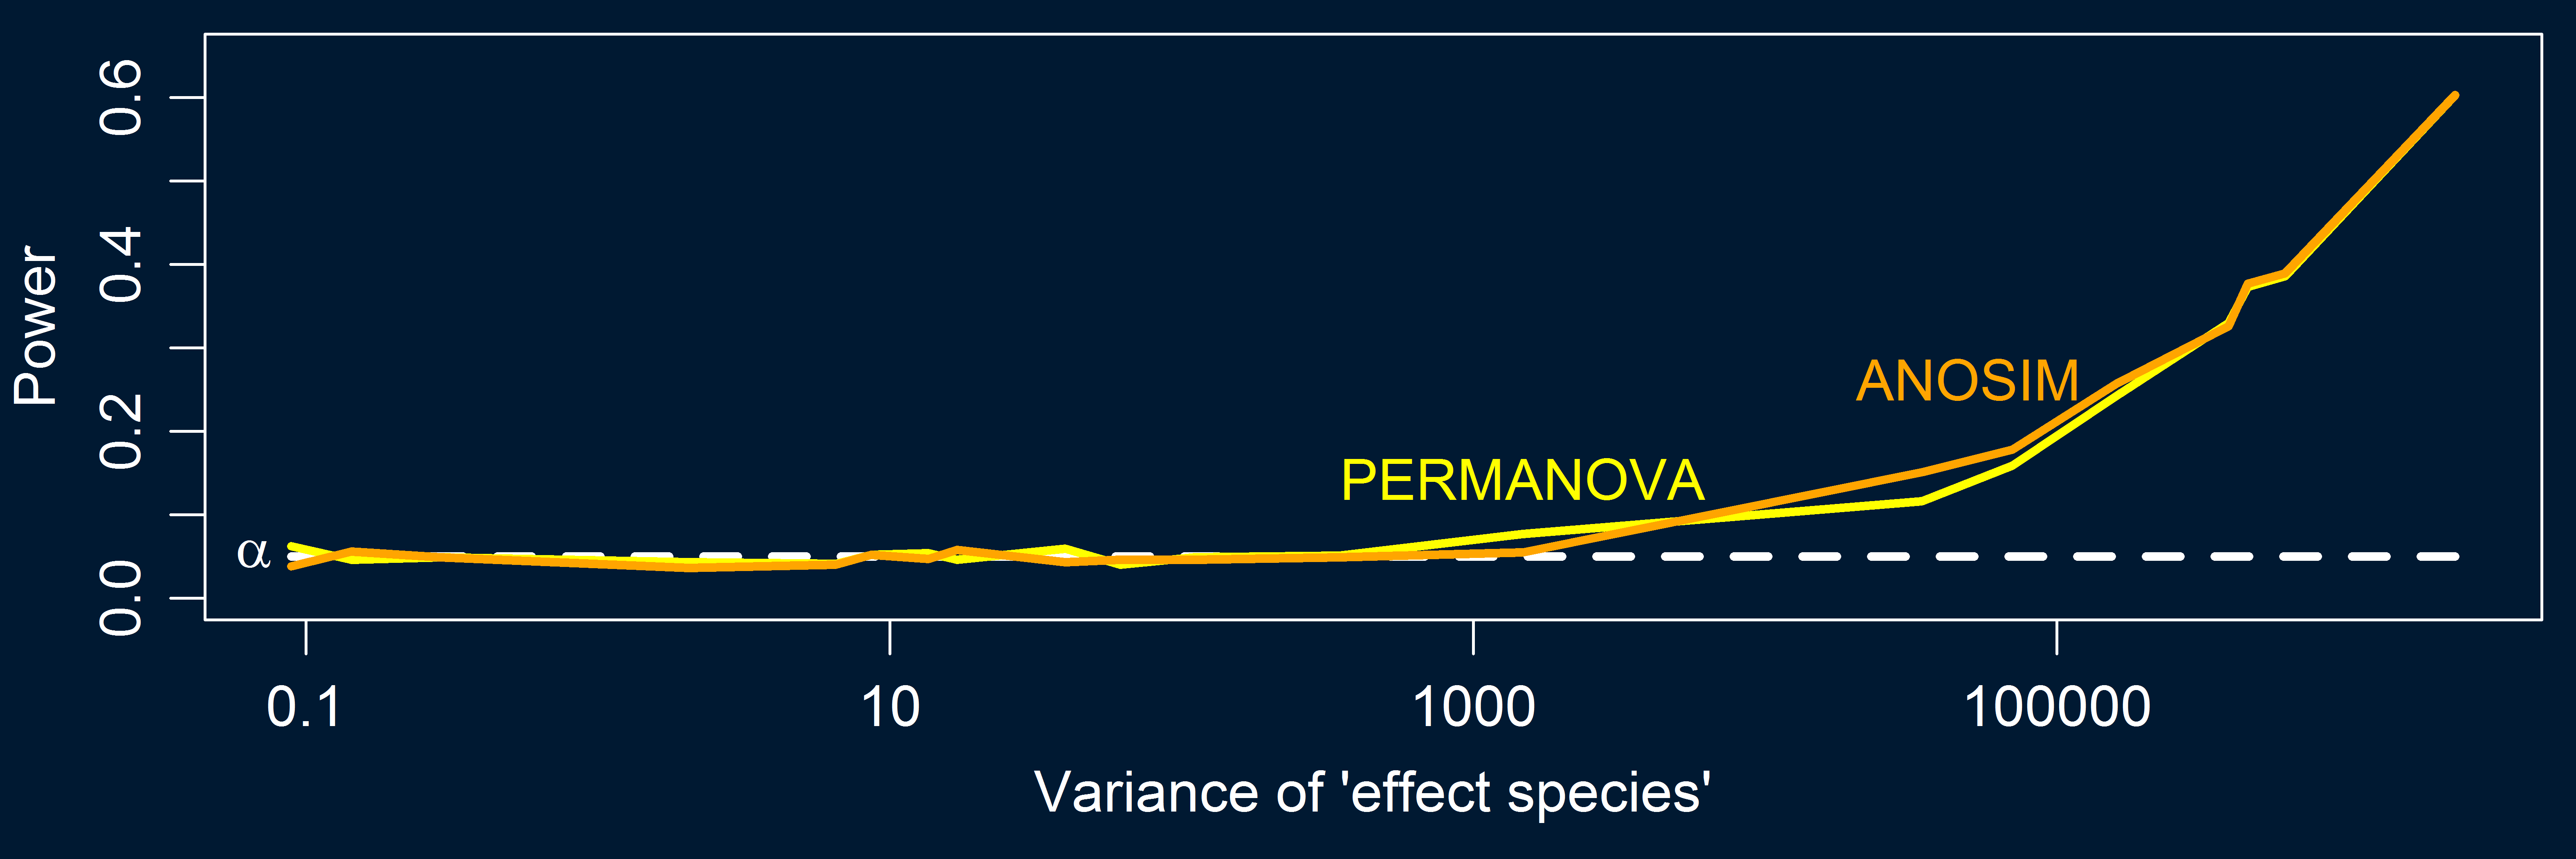 Power
0.6
0.4
0.2
0.0
α
PERMANOVA
ANOSIM
0.1 10 1000 100000
Variance of 'effect species'